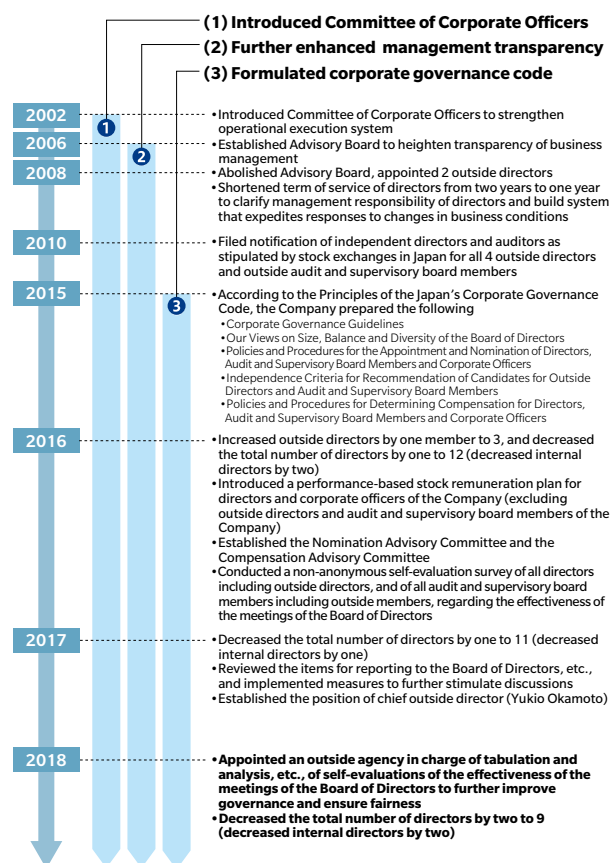 (1) Introduced Committee of Corporate Officers
(2) Further enhanced management transparency
(3) Formulated corporate governance code
2002
1
•Introduced Committee of Corporate Officers to strengthen
operational execution system
2006
2
•Established Advisory Board to heighten transparency of business
management
2008
•Abolished Advisory Board, appointed 2 outside directors
•Shortened term of service of directors from two years to one year
to clarify management responsibility of directors and build system
that expedites responses to changes in business conditions
2010
•Filed notification of independent directors and auditors as
stipulated by stock exchanges in Japan for all 4 outside directors
and outside audit and supervisory board members
2015
3
•According to the Principles of the Japan's Corporate Governance
Code, the Company prepared the following
•Corporate Governance Guidelines
•Our Views on Size, Balance and Diversity of the Board of Directors
•Policies and Procedures for the Appointment and Nomination of Directors,
Audit and Supervisory Board Members and Corporate Officers
•Independence Criteria for Recommendation of Candidates for Outside
Directors and Audit and Supervisory Board Members
•Policies and Procedures for Determining Compensation for Directors,
Audit and Supervisory Board Members and Corporate Officers
2016
•Increased outside directors by one member to 3, and decreased
the total number of directors by one to 12 (decreased internal
directors by two)
•Introduced a performance-based stock remuneration plan for
directors and corporate officers of the Company (excluding
outside directors and audit and supervisory board members of the
Company)
•Established the Nomination Advisory Committee and the
Compensation Advisory Committee
•Conducted a non-anonymous self-evaluation survey of all directors
including outside directors, and of all audit and supervisory board
members including outside members, regarding the effectiveness of
the meetings of the Board of Directors
2017
•Decreased the total number of directors by one to 11 (decreased
internal directors by one)
•Reviewed the items for reporting to the Board of Directors, etc.,
and implemented measures to further stimulate discussions
•Established the position of chief outside director (Yukio Okamoto)
2018
•Appointed an outside agency in charge of tabulation and
analysis, etc., of self-evaluations of the effectiveness of the
meetings of the Board of Directors to further improve
governance and ensure fairness
•Decreased the total number of directors by two to 9
(decreased internal directors by two)